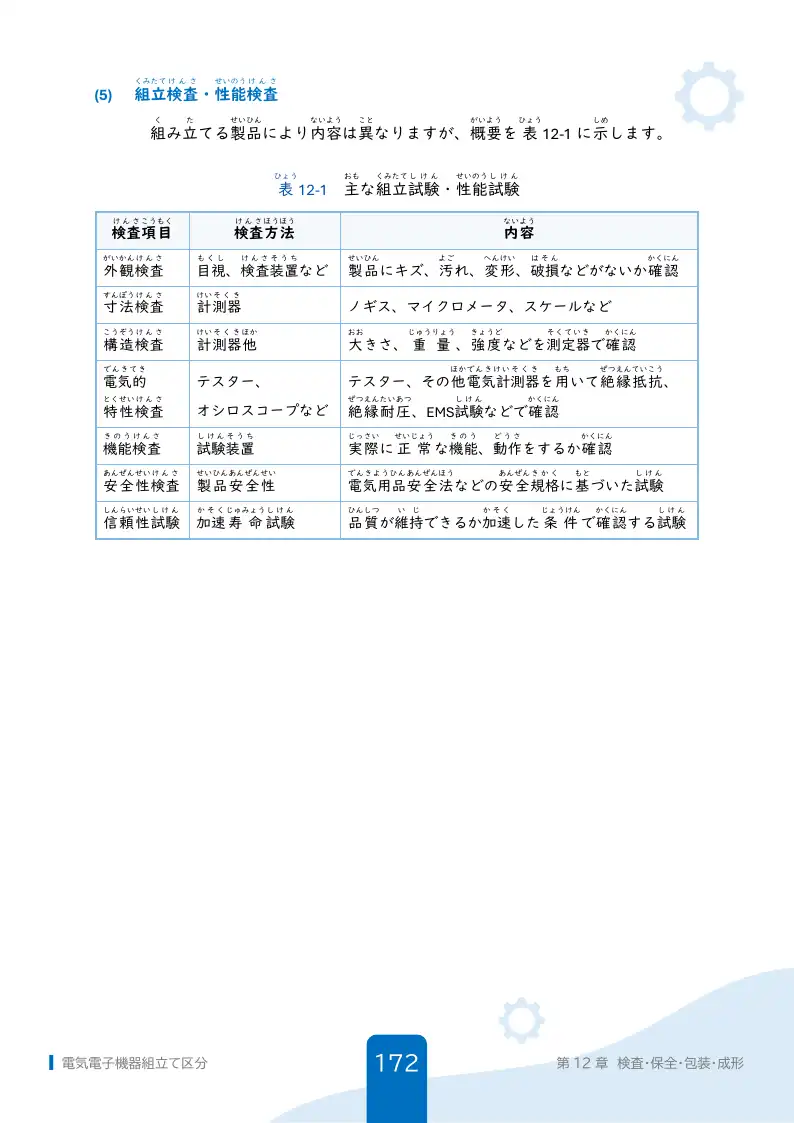 (5) 組立検査・性能検査
組み立てる製品により内容は異なりますが、概要を 表 12-1 に示します。
表 12-1 主な組立試験・性能試験
検査項目 検査方法 内容
外観検査 目視、検査装置など 製品にキズ、汚れ、変形、破損などがないか確認
寸法検査 計測器 ノギス、マイクロメータ、スケールなど
構造検査 計測器他 大きさ、重量、強度などを測定器で確認
電気的 テスター、 テスター、その他電気計測器を用いて絶縁抵抗、
特性検査 オシロスコープなど 絶縁耐圧、EMS試験などで確認
機能検査 試験装置 実際に正常な機能、動作をするか確認
安全性検査 製品安全性 電気用品安全法などの安全規格に基づいた試験
信頼性試験 加速寿命試験 品質が維持できるか加速した条件で確認する試験
電気電子機器組立て区分 172 第 12 章 検査・保全・包装・成形